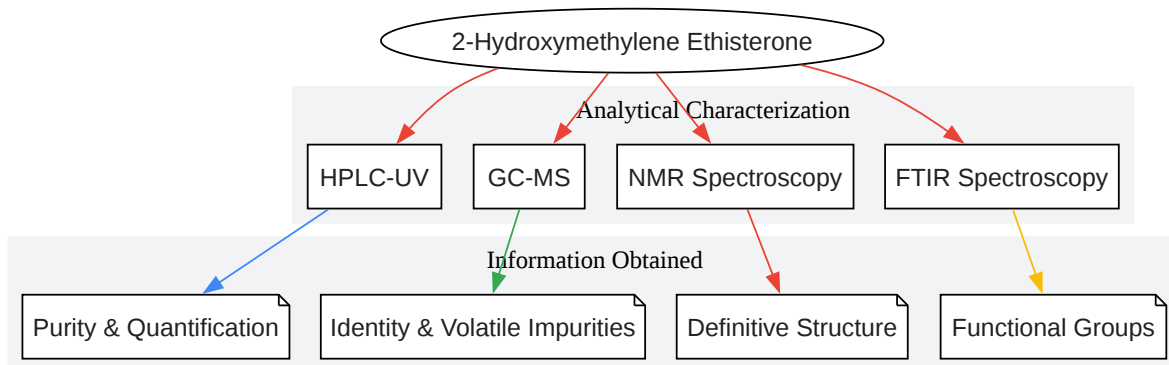 2-Hydroxymethylene Ethisterone
Analytical Characterization
HPLC-UV
GC-MS
NMR Spectroscopy
FTIR Spectroscopy
Information Obtained
Purity & Quantification
Identity & Volatile Impurities
Definitive Structure
Functional Groups